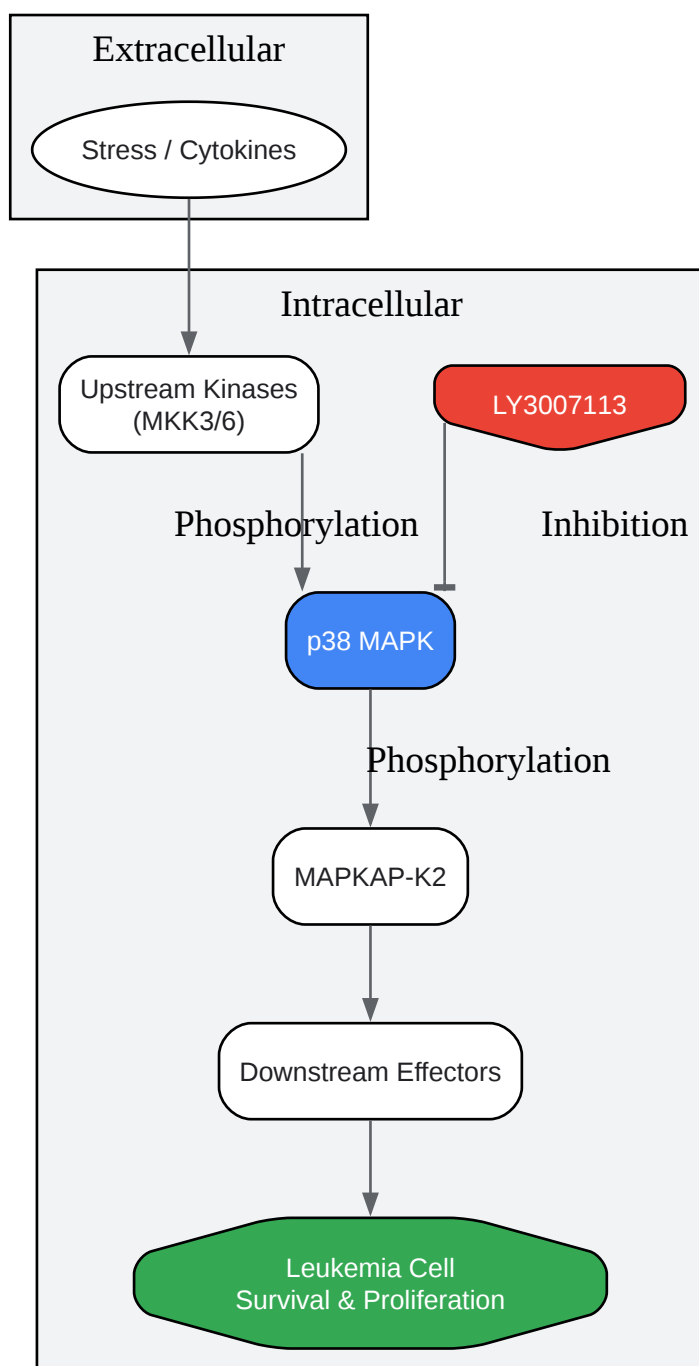 Extracellular
Stress / Cytokines
Intracellular
Upstream Kinases
(MKK3/6)
LY3007113
Phosphorylation
Inhibition
p38 MAPK
Phosphorylation
MAPKAP-K2
Downstream Effectors
Leukemia Cell
Survival & Proliferation